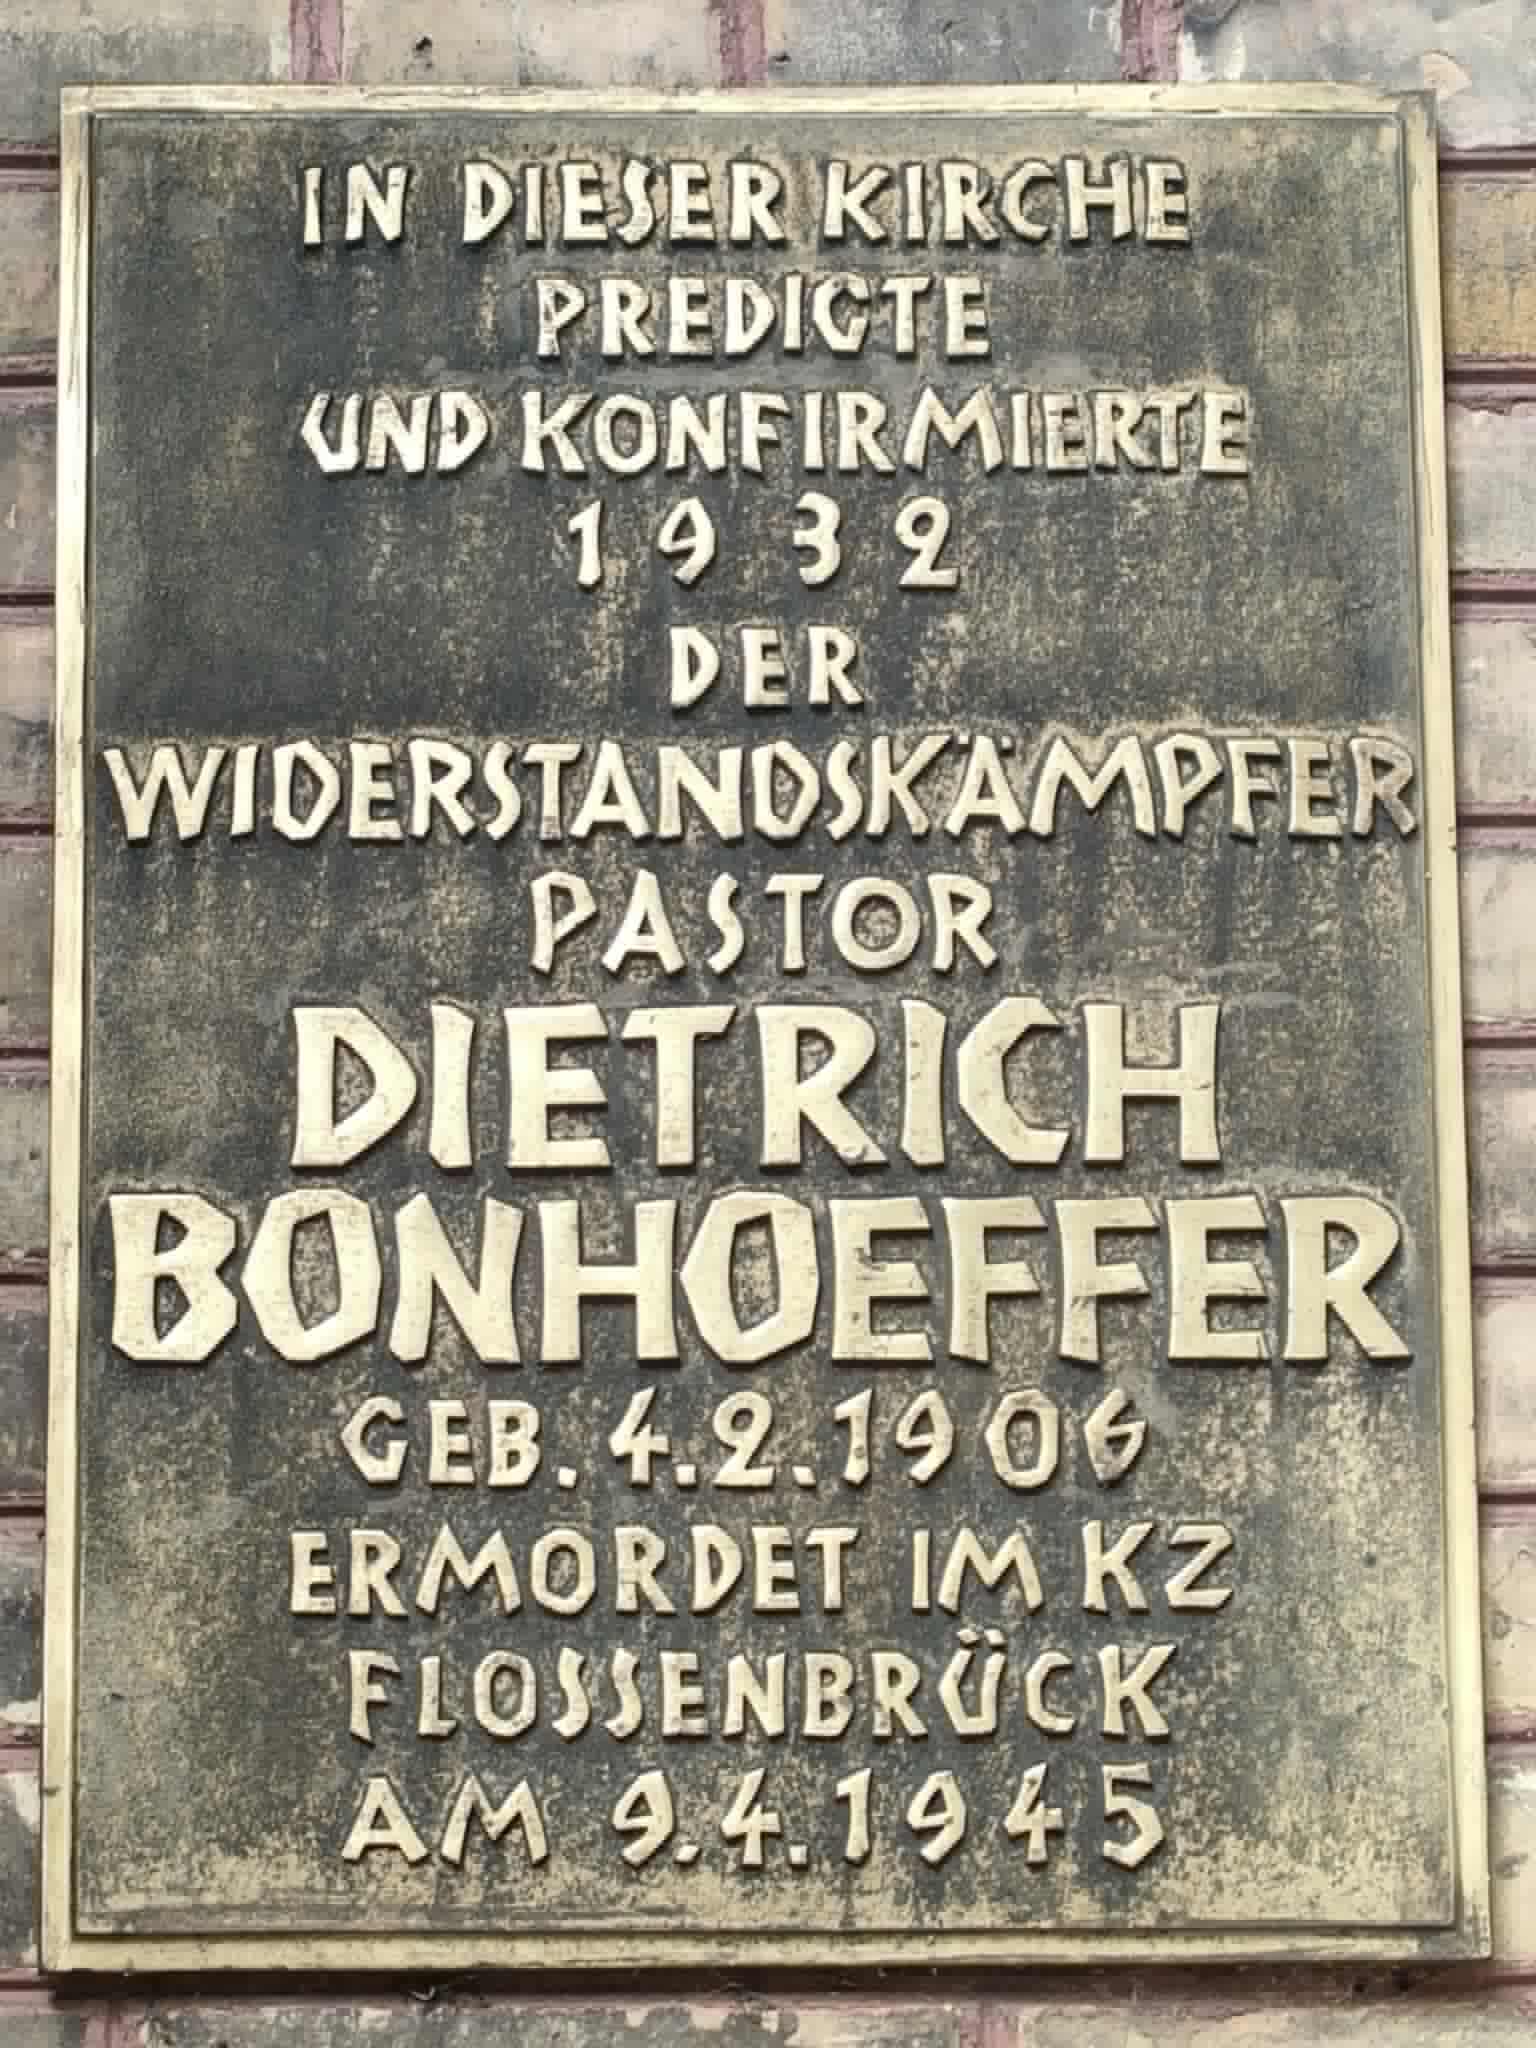 IN DIESER KIRCHE
PREDIGTE
UND KONFIRMIERTE
1932
DER
WIDERSTANDSKÄMPFER
PASTOR
DIETRICH
BONHOEFFER
GEB. 4.2.1906
ERMORDET IM KZ
FLOSSENBRÜCK
AM 9.4.1945